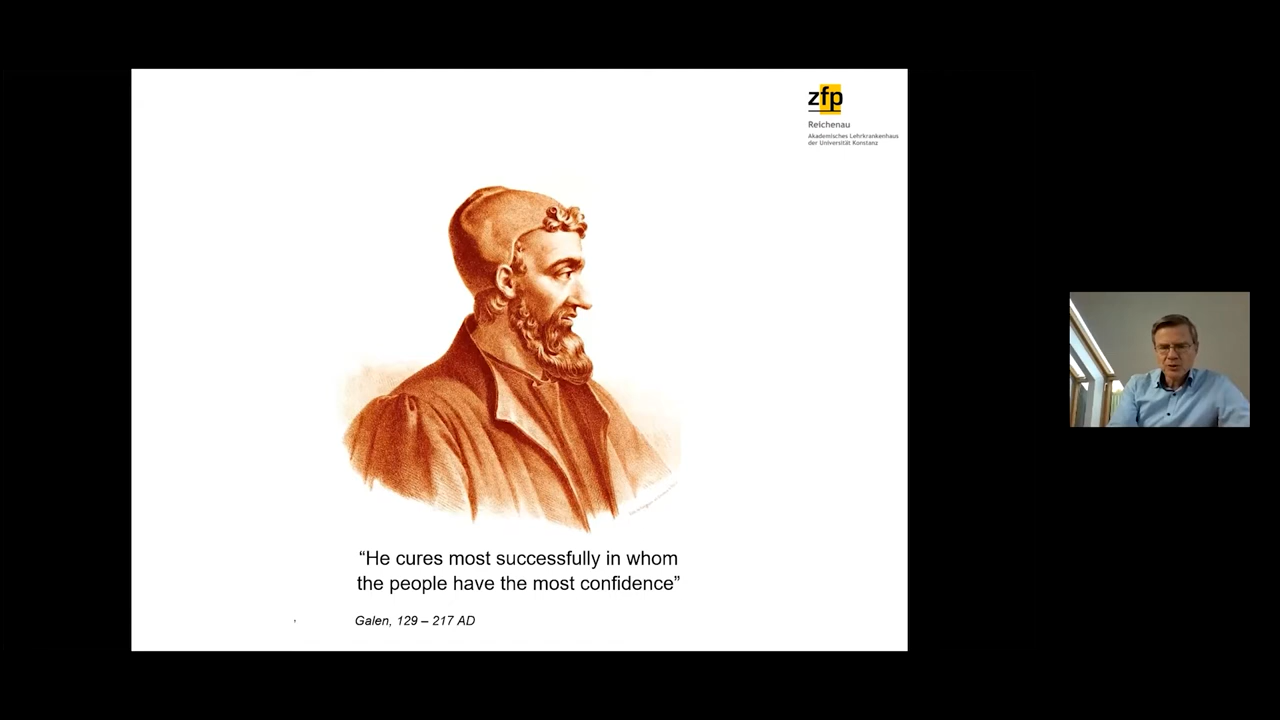 zfp
Reichenau
Akademisches Lehrkrankenhaus
der Universität Konstanz
“He cures most successfully in whom
the people have the most confidence”
Galen, 129 – 217 AD